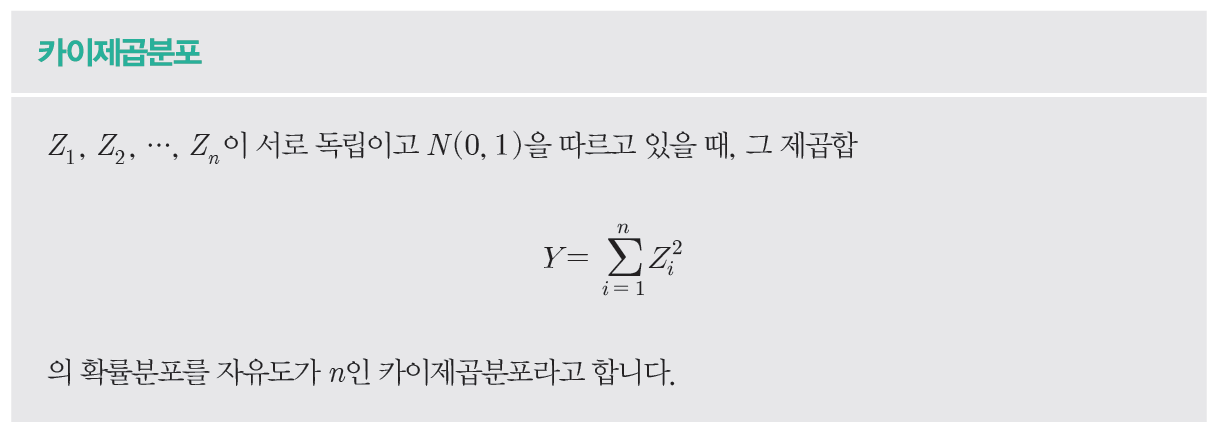 카이제곱분포
Z₁, Z₂, ⋯, Zₙ이 서로 독립이고 N(0, 1)을 따르고 있을 때, 그 제곱합
Y = ∑_{i=1}^{n} Z_i^2
의 확률분포를 자유도가 n인 카이제곱분포라고 합니다.